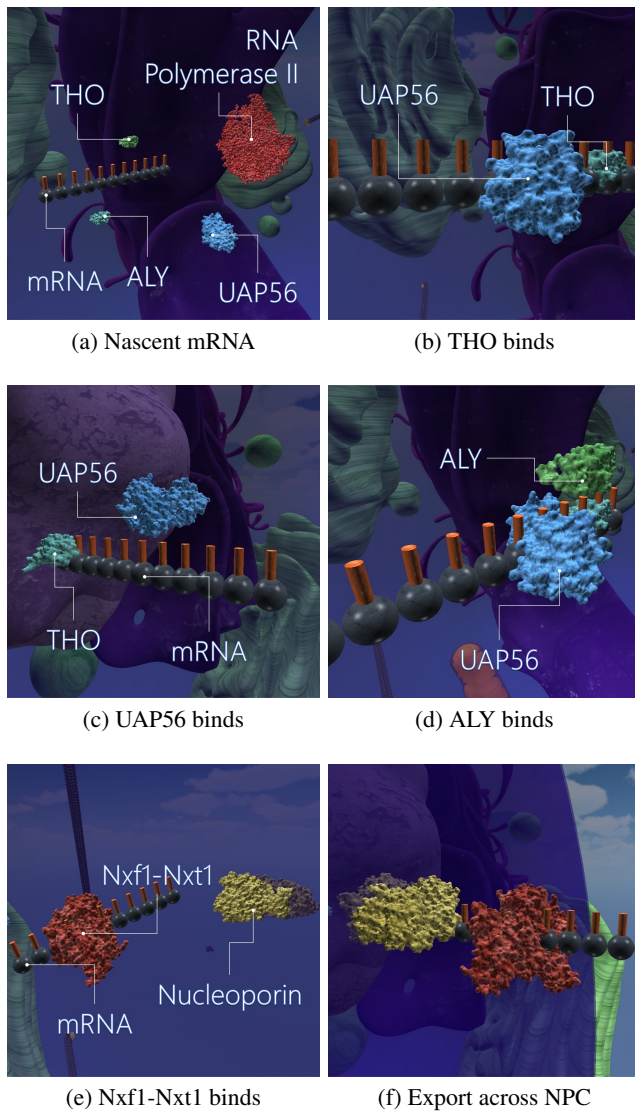 RNA
Polymerase II
THO
mRNA
ALY
UAP56
(a) Nascent mRNA
UAP56
THO
(b) THO binds
UAP56
THO
mRNA
(c) UAP56 binds
ALY
UAP56
(d) ALY binds
Nxf1-Nxt1
Nucleoporin
mRNA
(e) Nxf1-Nxt1 binds
(f) Export across NPC